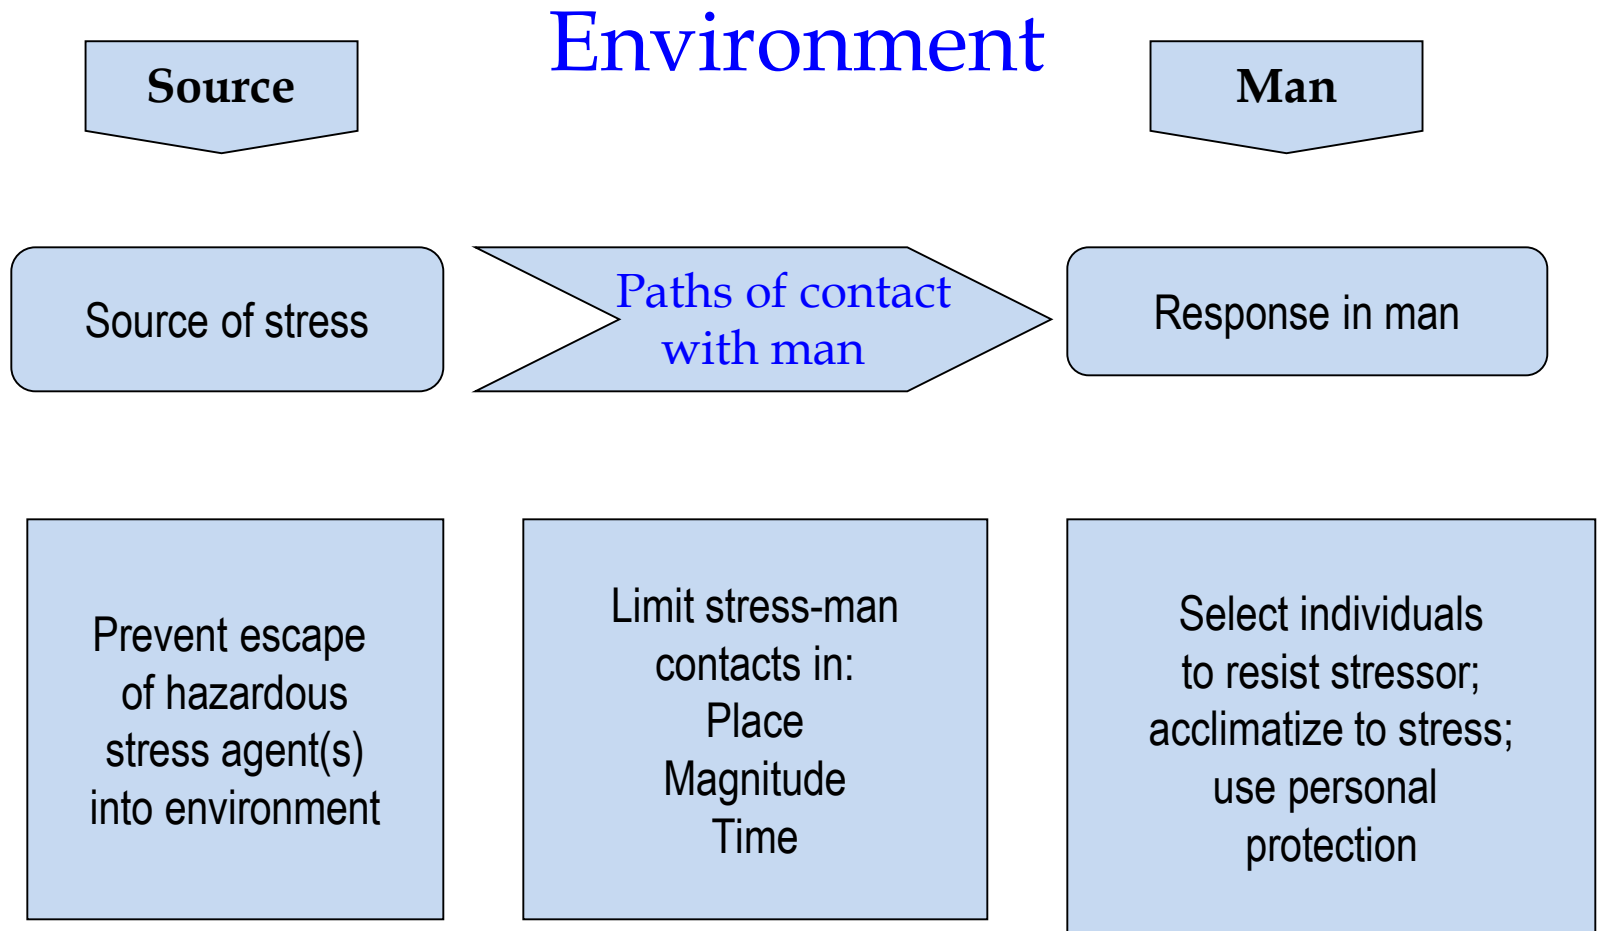 Environment
Source
Man
Source of stress
Paths of contact
with man
Response in man
Prevent escape
of hazardous
stress agent(s)
into environment
Limit stress-man
contacts in:
Place
Magnitude
Time
Select individuals
to resist stressor;
acclimatize to stress;
use personal
protection